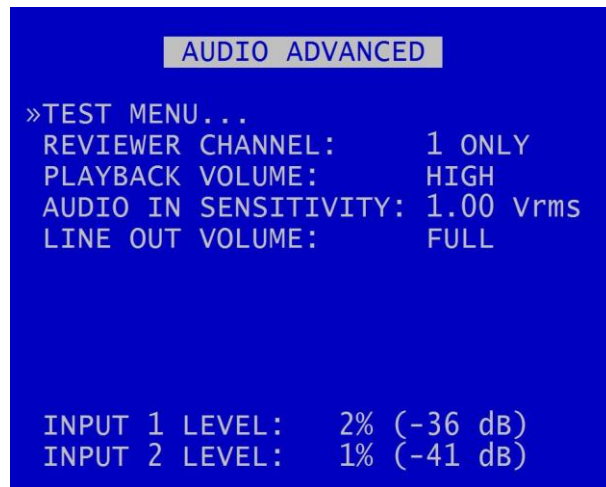 AUDIO ADVANCED
»TEST MENU...
REVIEWER CHANNEL: 1 ONLY
PLAYBACK VOLUME: HIGH
AUDIO IN SENSITIVITY: 1.00 Vrms
LINE OUT VOLUME: FULL
INPUT 1 LEVEL: 2% (-36 dB)
INPUT 2 LEVEL: 1% (-41 dB)